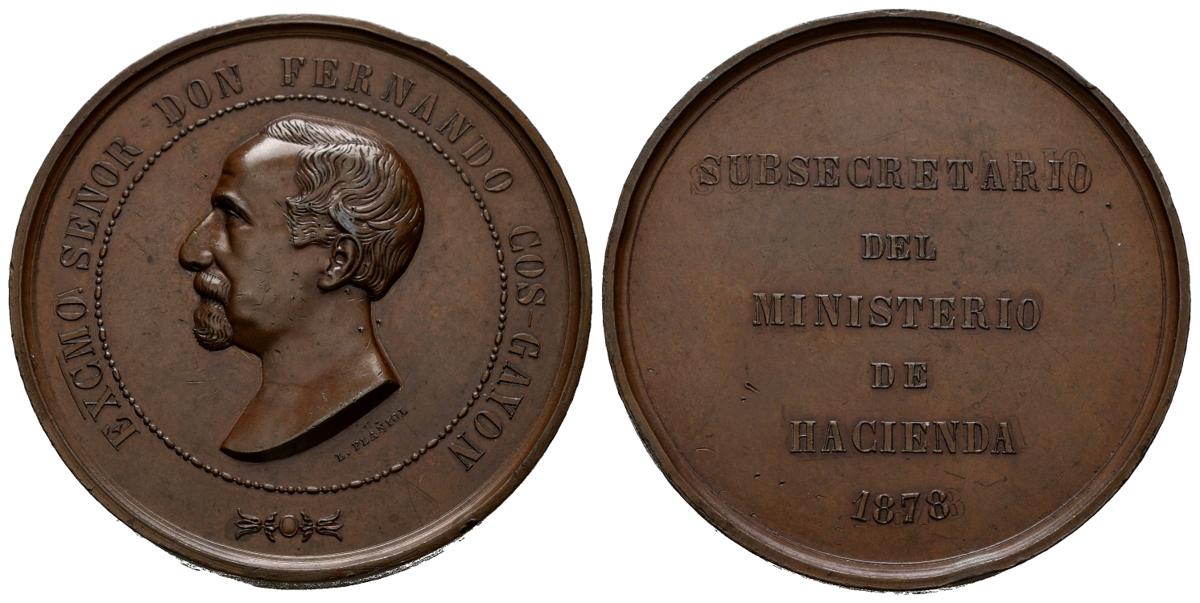 EXCMO. SEÑOR DON FERNANDO COS-GAYON
L. PLAÑIOL
SUBSECRETARIO
DEL
MINISTERIO
DE
HACIENDA
1878